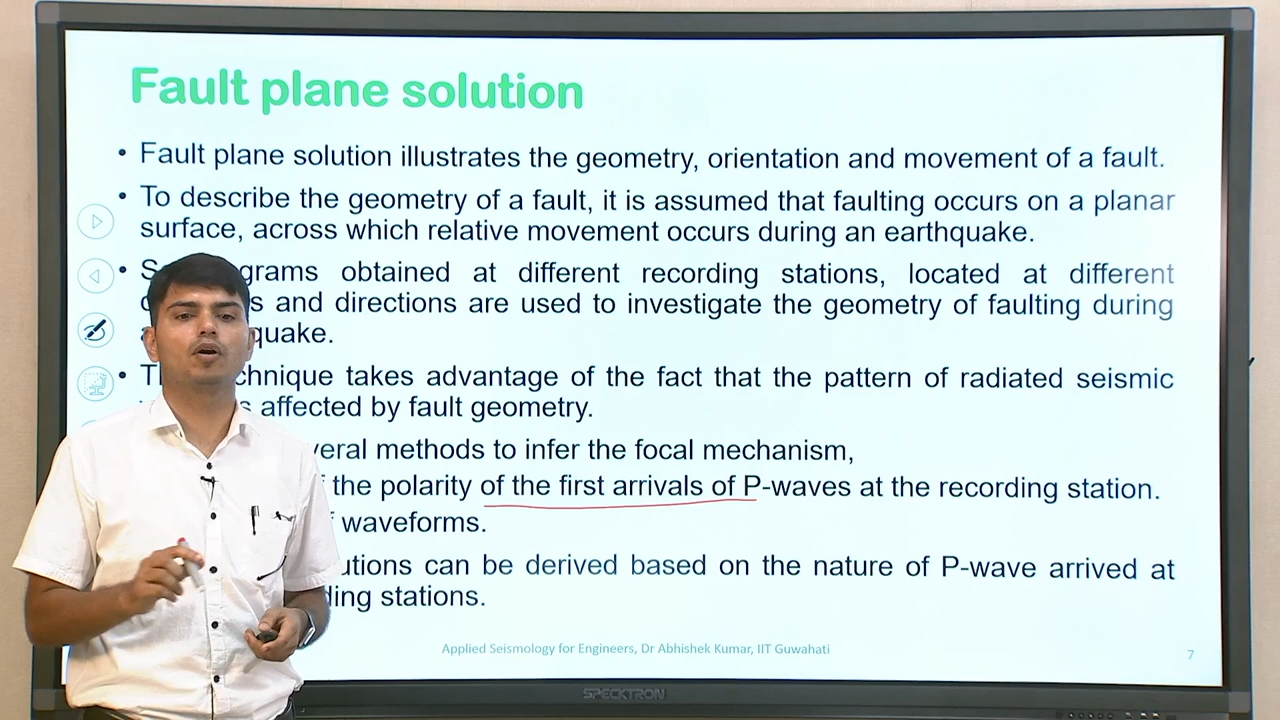 Fault plane solution
• Fault plane solution illustrates the geometry, orientation and movement of a fault.
• To describe the geometry of a fault, it is assumed that faulting occurs on a planar
surface, across which relative movement occurs during an earthquake.
• S grams obtained at different recording stations, located at different
s and directions are used to investigate the geometry of faulting during
quake.
• T chnique takes advantage of the fact that the pattern of radiated seismic
s affected by fault geometry.
veral methods to infer the focal mechanism,
f the polarity of the first arrivals of P-waves at the recording station.
f waveforms.
utions can be derived based on the nature of P-wave arrived at
ding stations.
Applied Seismology for Engineers, Dr Abhishek Kumar, IIT Guwahati
7
SPECKTRON